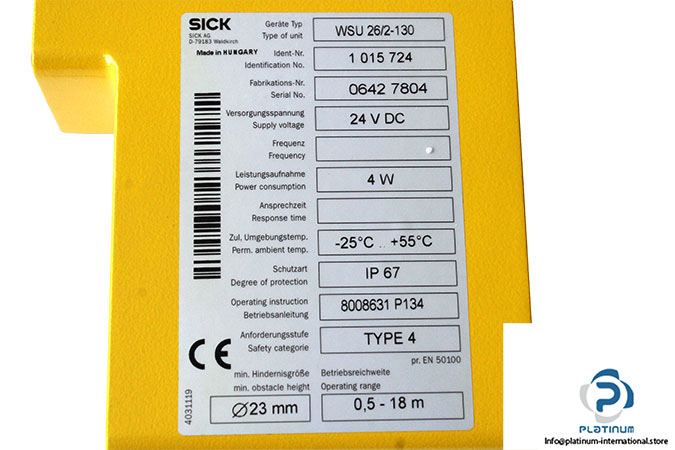 SICK
SICK AG
D-79183 Waldkirch
Made in HUNGARY
Geräte Typ
Type of unit
WSU 26/2-130
Ident-Nr.
Identification No.
1 015 724
Fabrikations-Nr.
Serial No.
0642 7804
Versorgungsspannung
Supply voltage
24 V DC
Frequenz
Frequency
Leistungsaufnahme
Power consumption
4 W
Ansprechzeit
Response time
Zul. Umgebungstemp.
Perm. ambient temp.
-25°C .. +55°C
Schutzart
Degree of protection
IP 67
Operating instruction
Betriebsanleitung
8008631 P134
Anforderungsstufe
Safety categorie
TYPE 4
pr. EN 50100
CE
min. Hindernisgröße
min. obstacle height
Ø23 mm
Betriebsreichweite
Operating range
0,5 - 18 m
4031119
PLATINUM
info@platinum-international.store